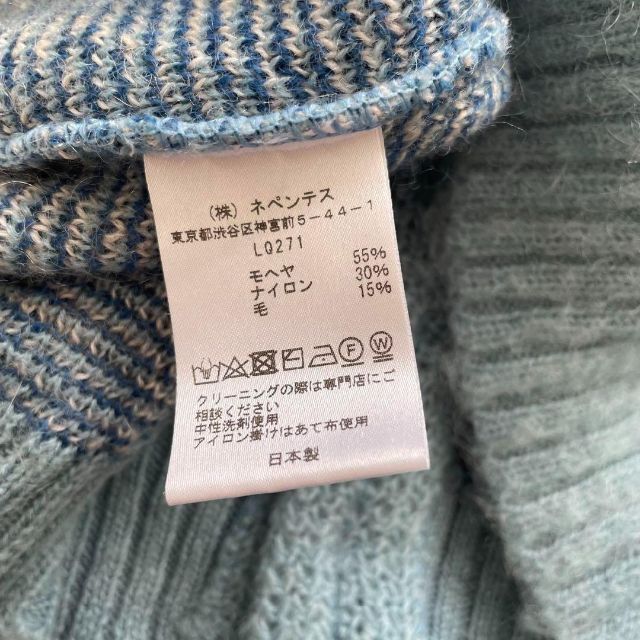 （株）ネペンテス
東京都渋谷区神宮前5-44-1
L0271
モヘヤ 55%
ナイロン 30%
毛 15%
クリーニングの際は専門店にご
相談ください
中性洗剤使用
アイロン掛けはあて布使用
日本製